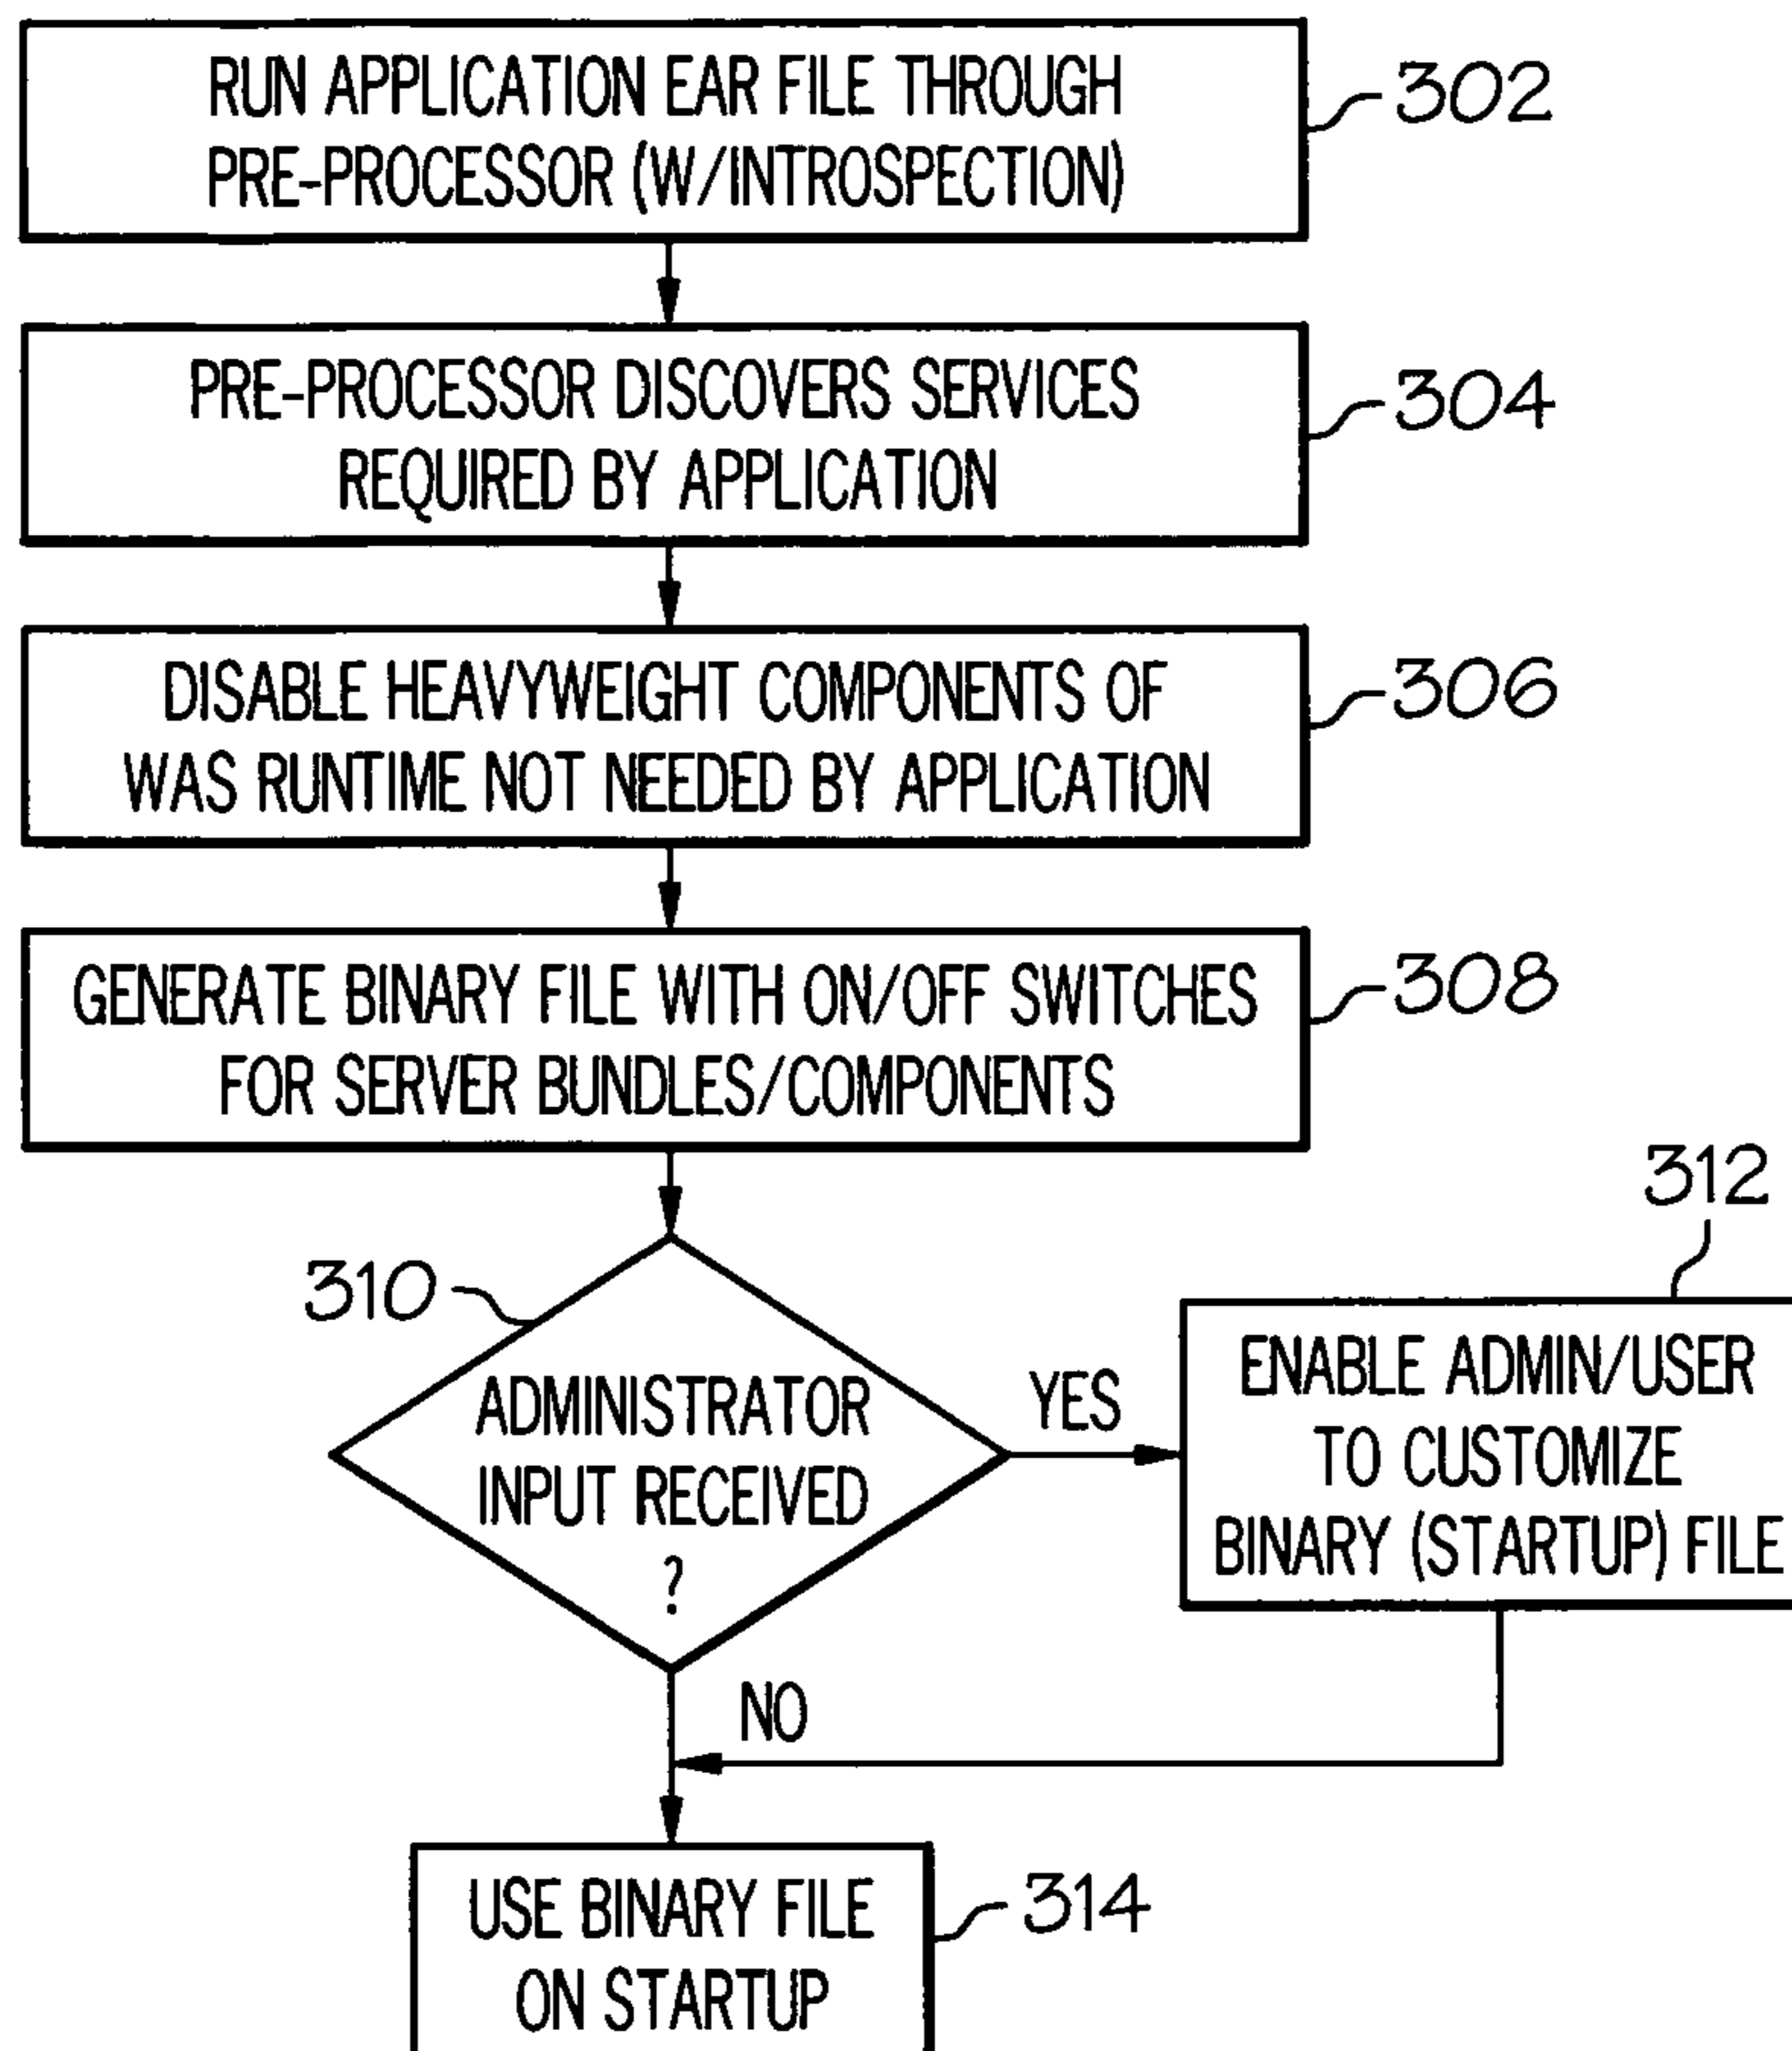 RUN APPLICATION EAR FILE THROUGH
PRE-PROCESSOR (W/INTROSPECTION)
302
PRE-PROCESSOR DISCOVERS SERVICES
REQUIRED BY APPLICATION
304
DISABLE HEAVYWEIGHT COMPONENTS OF
WAS RUNTIME NOT NEEDED BY APPLICATION
306
GENERATE BINARY FILE WITH ON/OFF SWITCHES
FOR SERVER BUNDLES/COMPONENTS
308
310
ADMINISTRATOR
INPUT RECEIVED
?
YES
312
ENABLE ADMIN/USER
TO CUSTOMIZE
BINARY (STARTUP) FILE
NO
USE BINARY FILE
ON STARTUP
314